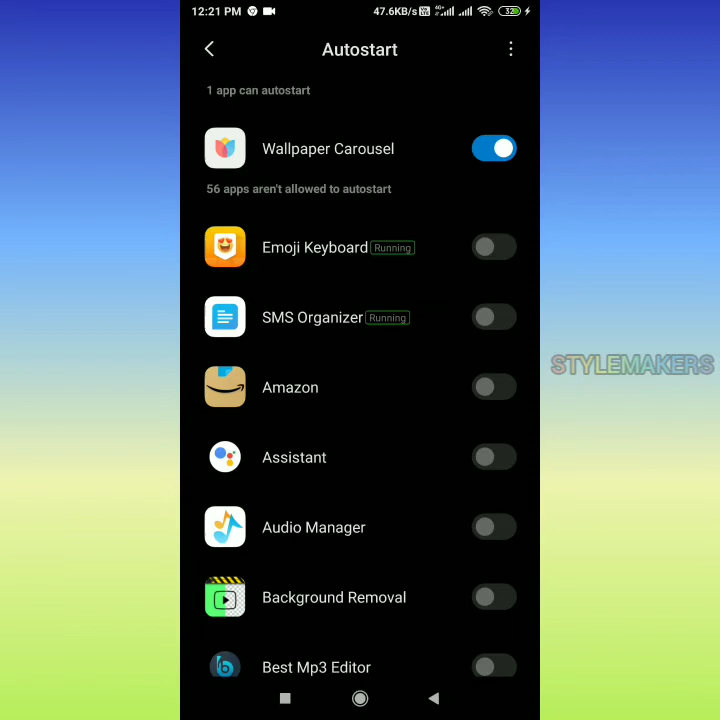 12:21 PM 47.6KB/s 4G+ 32
Autostart
1 app can autostart
Wallpaper Carousel
56 apps aren't allowed to autostart
Emoji Keyboard Running
SMS Organizer Running
STYLEMAKERS
Amazon
Assistant
Audio Manager
Background Removal
Best Mp3 Editor